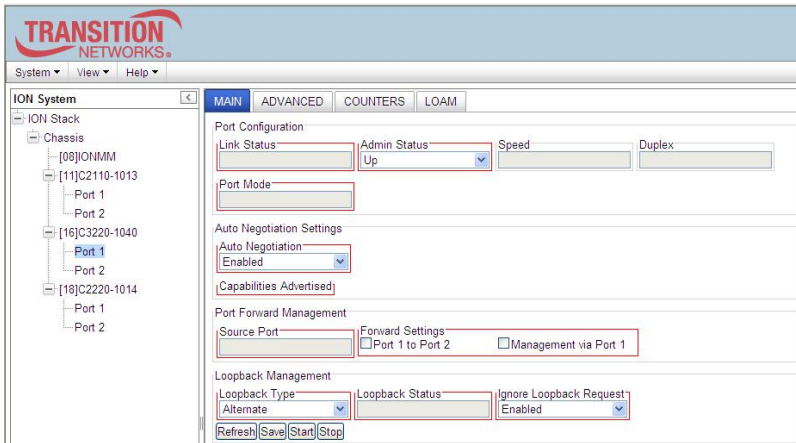 TRANSITION
NETWORKS®
System View Help
ION System
ION Stack
Chassis
[08]IONMM
[11]C2110-1013
Port 1
Port 2
[16]C3220-1040
Port 1
Port 2
[18]C2220-1014
Port 1
Port 2
MAIN ADVANCED COUNTERS LOAM
Port Configuration
Link Status Admin Status Speed Duplex
Up
Port Mode
Auto Negotiation Settings
Auto Negotiation
Enabled
Capabilities Advertised
Port Forward Management
Source Port Forward Settings
Port 1 to Port 2 Management via Port 1
Loopback Management
Loopback Type Loopback Status Ignore Loopback Request
Alternate Enabled
Refresh Save Start Stop